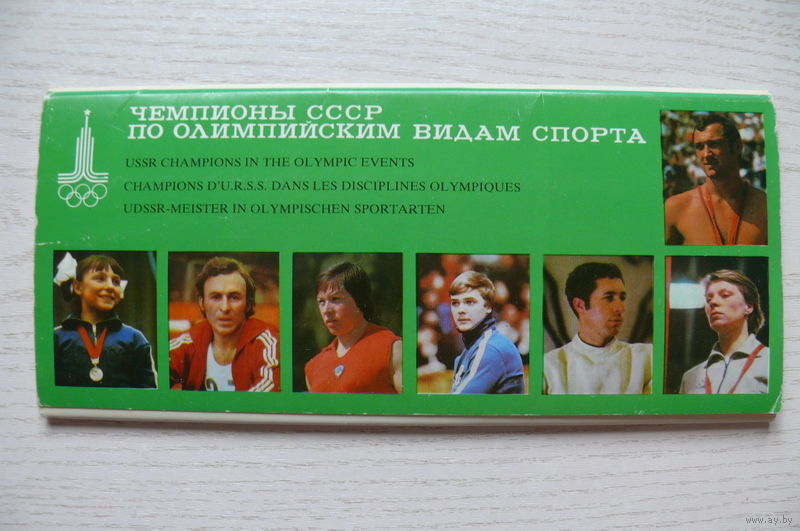 ЧЕМПИОНЫ СССР
ПО ОЛИМПИЙСКИМ ВИДАМ СПОРТА
USSR CHAMPIONS IN THE OLYMPIC EVENTS
CHAMPIONS D'U.R.S.S. DANS LES DISCIPLINES OLYMPIQUES
UDSSR-MEISTER IN OLYMPISCHEN SPORTARTEN
www.ay.by